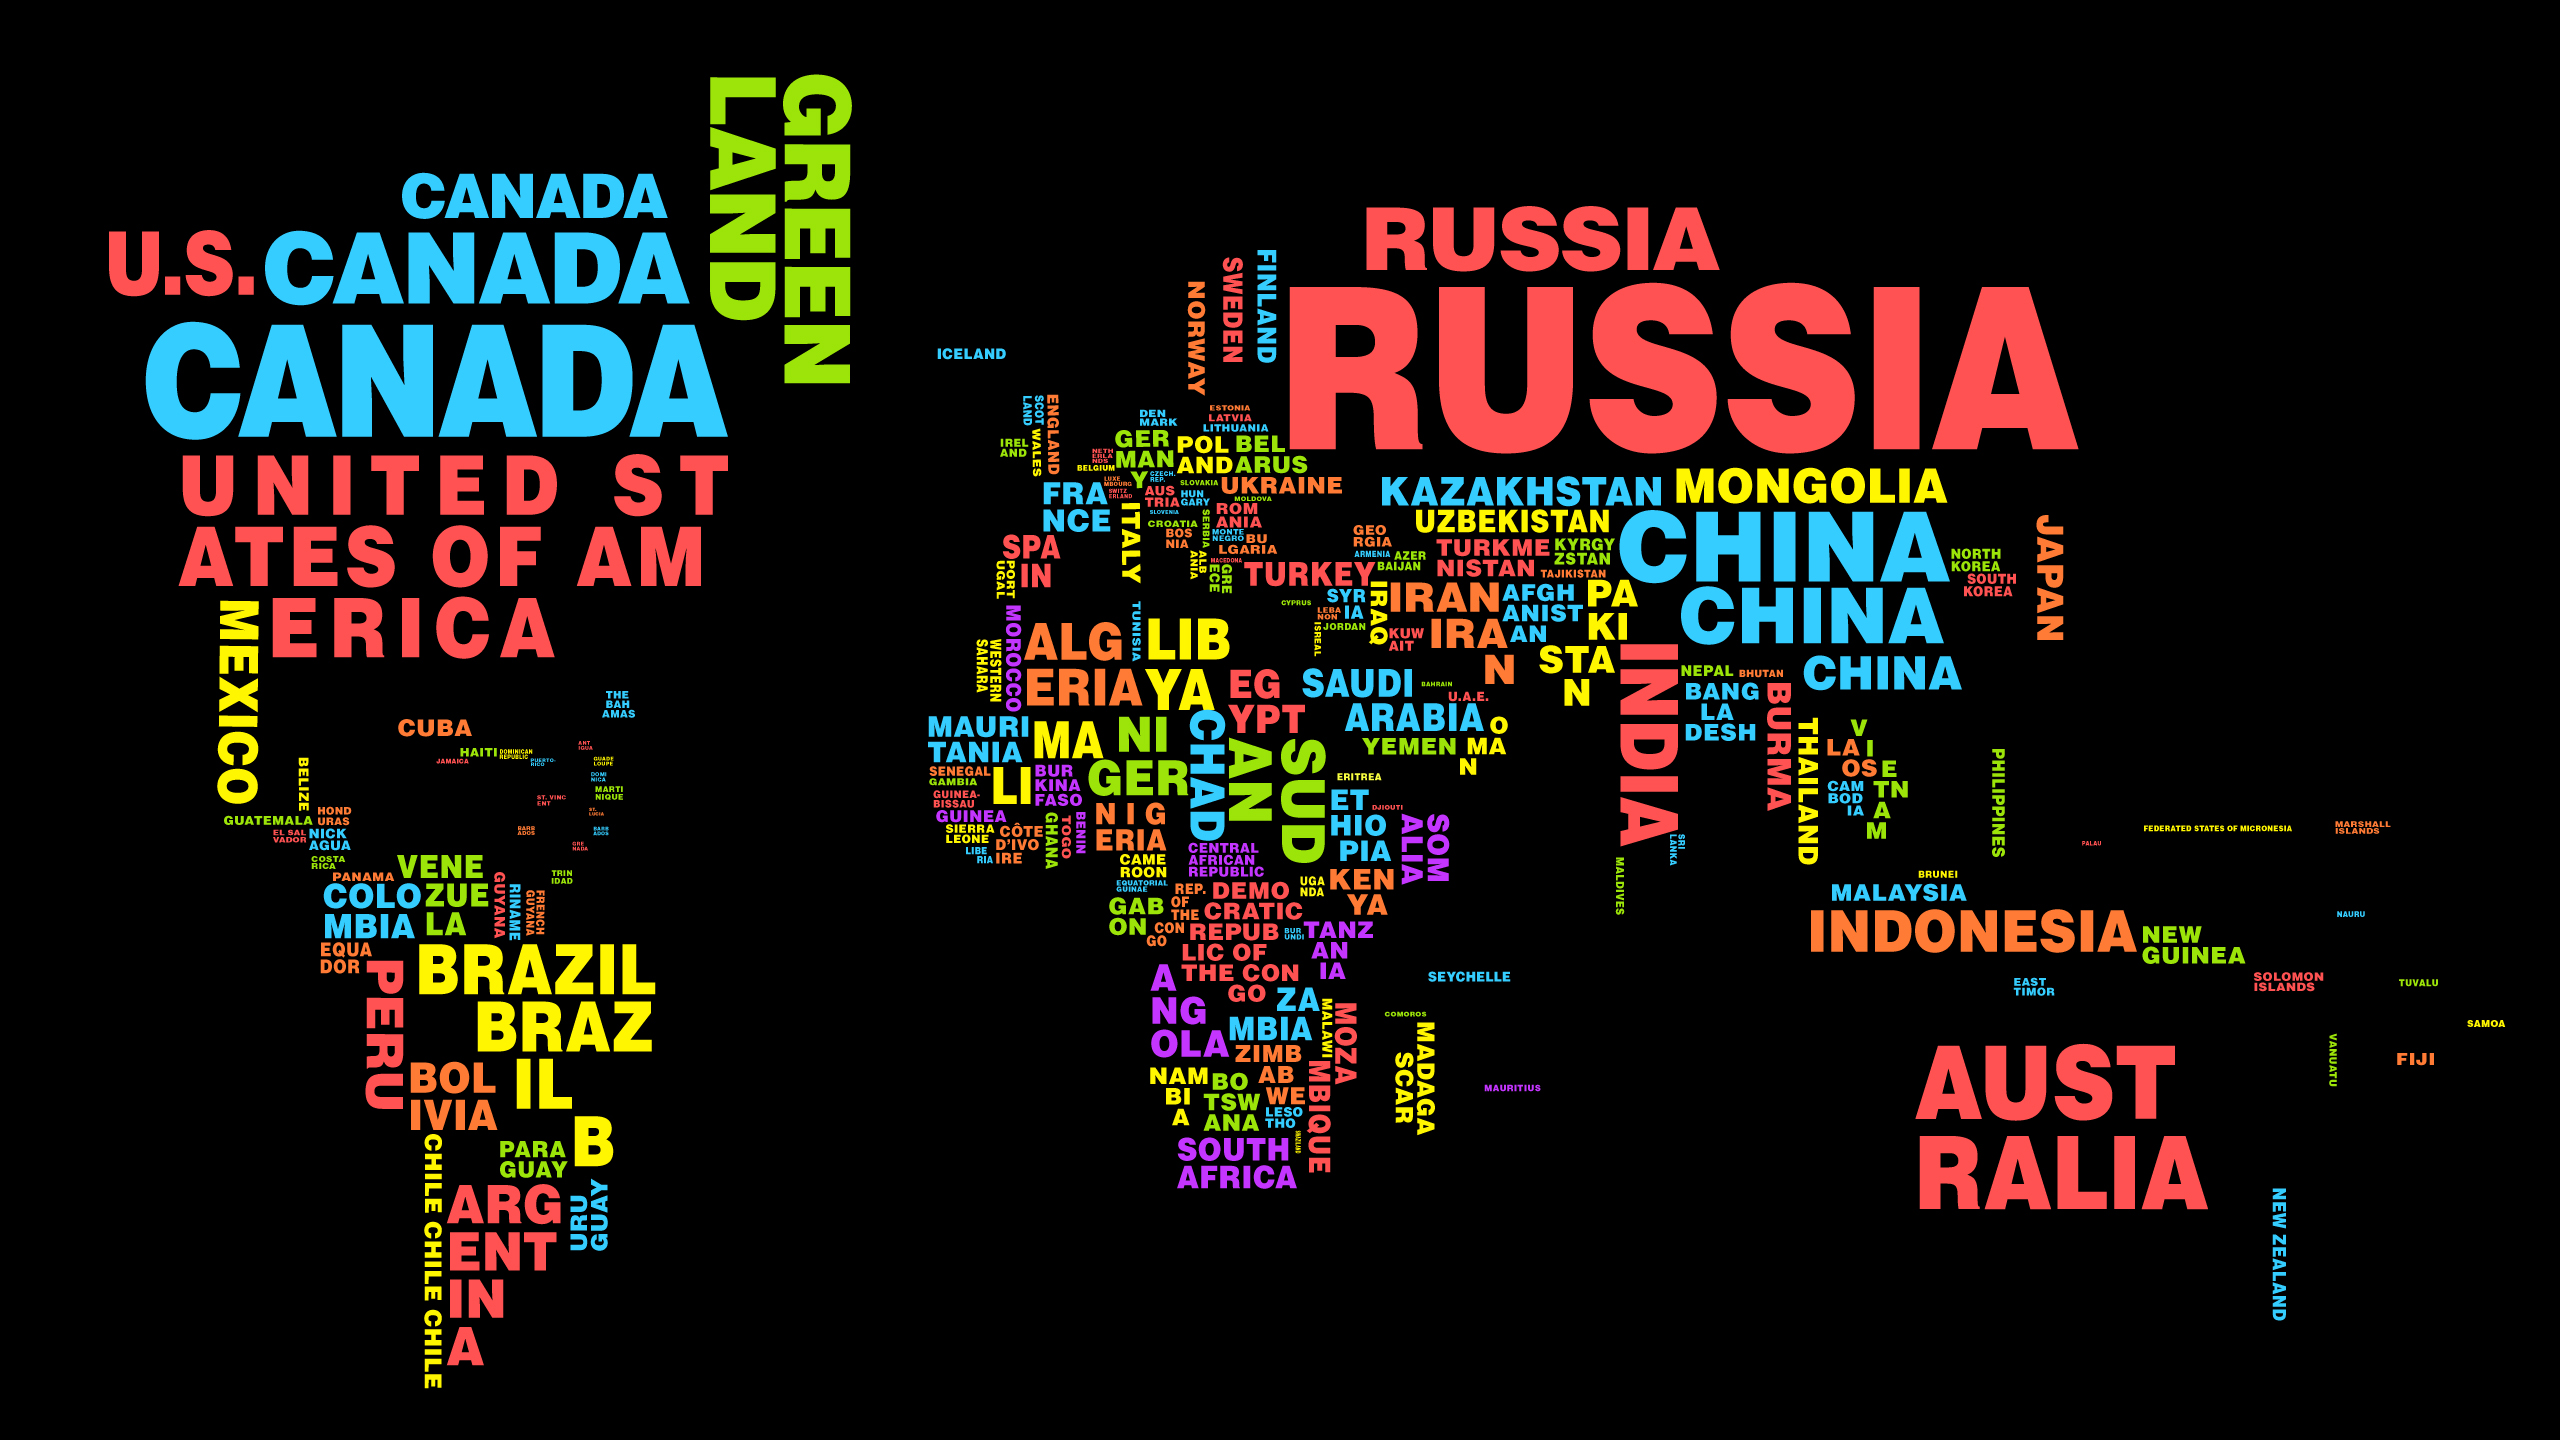 GREEN
LAND
CANADA
U.S.
CANADA
CANADA
UNITED ST
ATES OF AM
ERICA
MEXICO
CUBA
THE
BAH
AMAS
HAITI
DOMINICAN
REPUBLIC
JAMAICA
PUERTO-
RICO
ANT
IGUA
GUADE
LOUPE
DOMI
NICA
MARTI
NIQUE
ST. VINC
ENT
ST.
LUCIA
BARB
ADOS
BARB
ADOS
GRE
NADA
TRIN
IDAD
BELIZE
GUATEMALA
HOND
URAS
EL SAL
VADOR
NICK
AGUA
COSTA
RICA
PANAMA
VENE
ZUE
LA
COLO
MBIA
GUYANA
RINAME
FRENCH
GUYANA
EQUA
DOR
PERU
BRAZIL
BRAZ
IL
B
BOL
IVIA
PARA
GUAY
CHILE CHILE CHILE
ARG
ENT
IN
A
URU
GUAY
ICELAND
NORWAY
SWEDEN
FINLAND
RUSSIA
RUSSIA
IREL
AND
SCOT
LAND
WALES
ENGLAND
DEN
MARK
ESTONIA
LATVIA
LITHUANIA
NETH
ERLA
NDS
BELGIUM
GER
MAN
Y
POL
AND
BEL
ARUS
LUXE
MBOURG
SWITZ
ERLAND
CZECH.
REP.
SLOVAKIA
UKRAINE
FRA
NCE
AUS
TRIA
HUN
GARY
MOLDOVA
SLOVENIA
ROM
ANIA
ITALY
CROATIA
SERBIA
BOS
NIA
MONTE
NEGRO
BU
LGARIA
ALB
ANIA
MACEDONA
GRE
ECE
SPA
IN
PORT
UGAL
TURKEY
CYPRUS
GEO
RGIA
ARMENIA
AZER
BAIJAN
KAZAKHSTAN
MONGOLIA
UZBEKISTAN
TURKME
NISTAN
KYRGY
ZSTAN
TAJIKISTAN
CHINA
CHINA
CHINA
NORTH
KOREA
SOUTH
KOREA
JAPAN
SYR
IA
LEBA
NON
JORDAN
ISREAL
IRAQ
IRAN
IRA
N
KUW
AIT
AFGH
ANIST
AN
PA
KI
STA
N
INDIA
NEPAL
BHUTAN
BANG
LA
DESH
BURMA
THAILAND
LA
OS
V
I
E
TN
A
M
CAM
BOD
IA
SRI
LANKA
MALDIVES
PHILIPPINES
SAUDI
ARABIA
BAHRAIN
U.A.E.
O
MA
N
YEMEN
MOROCCO
WESTERN
SAHARA
ALG
ERIA
TUNISIA
LIB
YA
EG
YPT
MAURI
TANIA
MA
LI
NI
GER
CHAD
SUD
AN
ERITREA
SENEGAL
GAMBIA
GUINEA-
BISSAU
GUINEA
SIERRA
LEONE
LIBE
RIA
CÔTE
D'IVO
IRE
BUR
KINA
FASO
GHANA
TOGO
BENIN
NIG
ERIA
CAME
ROON
EQUATORIAL
GUINAE
CENTRAL
AFRICAN
REPUBLIC
ET
HIO
PIA
DJIOUTI
SOM
ALIA
UGA
NDA
KEN
YA
GAB
ON
REP.
OF
THE
CON
GO
DEMO
CRATIC
REPUB
LIC OF
THE CON
GO
BUR
UNDI
TANZ
AN
IA
A
NG
OLA
ZA
MBIA
MALAWI
MOZA
MBIQUE
ZIMB
AB
WE
NAM
BI
A
BO
TSW
ANA
LESO
THO
SWAZILAND
SOUTH
AFRICA
COMOROS
MADAGA
SCAR
SEYCHELLE
MAURITIUS
BRUNEI
MALAYSIA
INDONESIA
NEW
GUINEA
EAST
TIMOR
PALAU
FEDERATED STATES OF MICRONESIA
MARSHALL
ISLANDS
NAURU
SOLOMON
ISLANDS
TUVALU
SAMOA
VANUATU
FIJI
AUST
RALIA
NEW ZEALAND